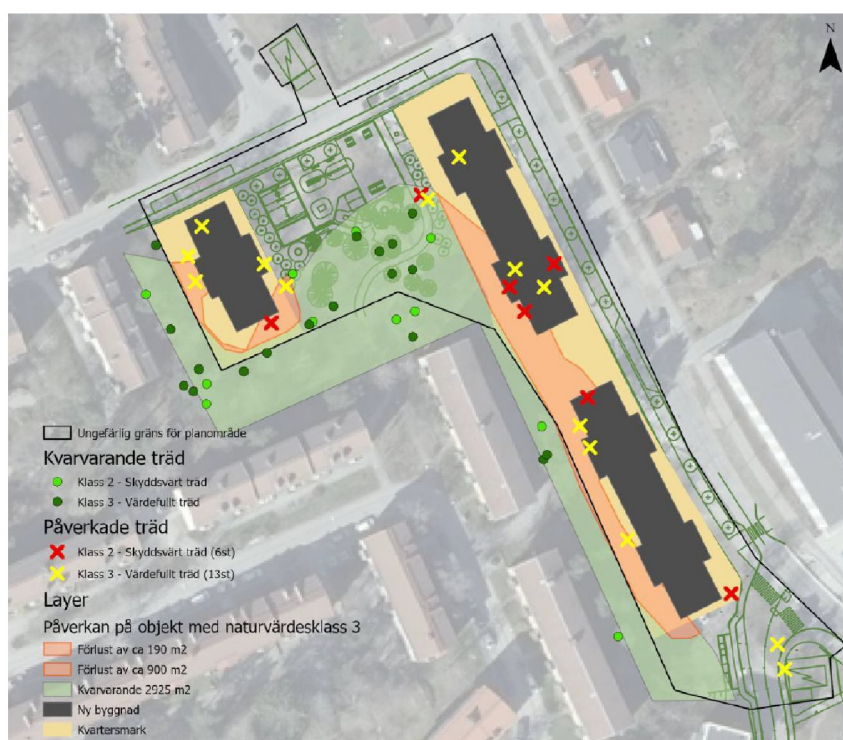 N
Ungefärlig gräns för planområde
Kvarvarande träd
Klass 2 - Skyddsvärt träd
Klass 3 - Värdefullt träd
Påverkade träd
Klass 2 - Skyddsvärt träd (6st)
Klass 3 - Värdefullt träd (13st)
Layer
Påverkan på objekt med naturvärdesklass 3
Förlust av ca 190 m2
Förlust av ca 900 m2
Kvarvarande 2925 m2
Ny byggnad
Kvartersmark